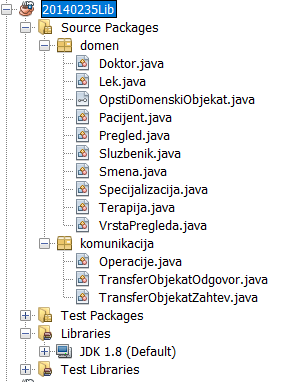 20140235Lib
Source Packages
domen
Doktor.java
Lek.java
OpstiDomenskiObjekat.java
Pacijent.java
Pregled.java
Sluzbenik.java
Smena.java
Specijalizacija.java
Terapija.java
VrstaPregleda.java
komunikacija
Operacije.java
TransferObjekatOdgovor.java
TransferObjekatZahtev.java
Test Packages
Libraries
JDK 1.8 (Default)
Test Libraries